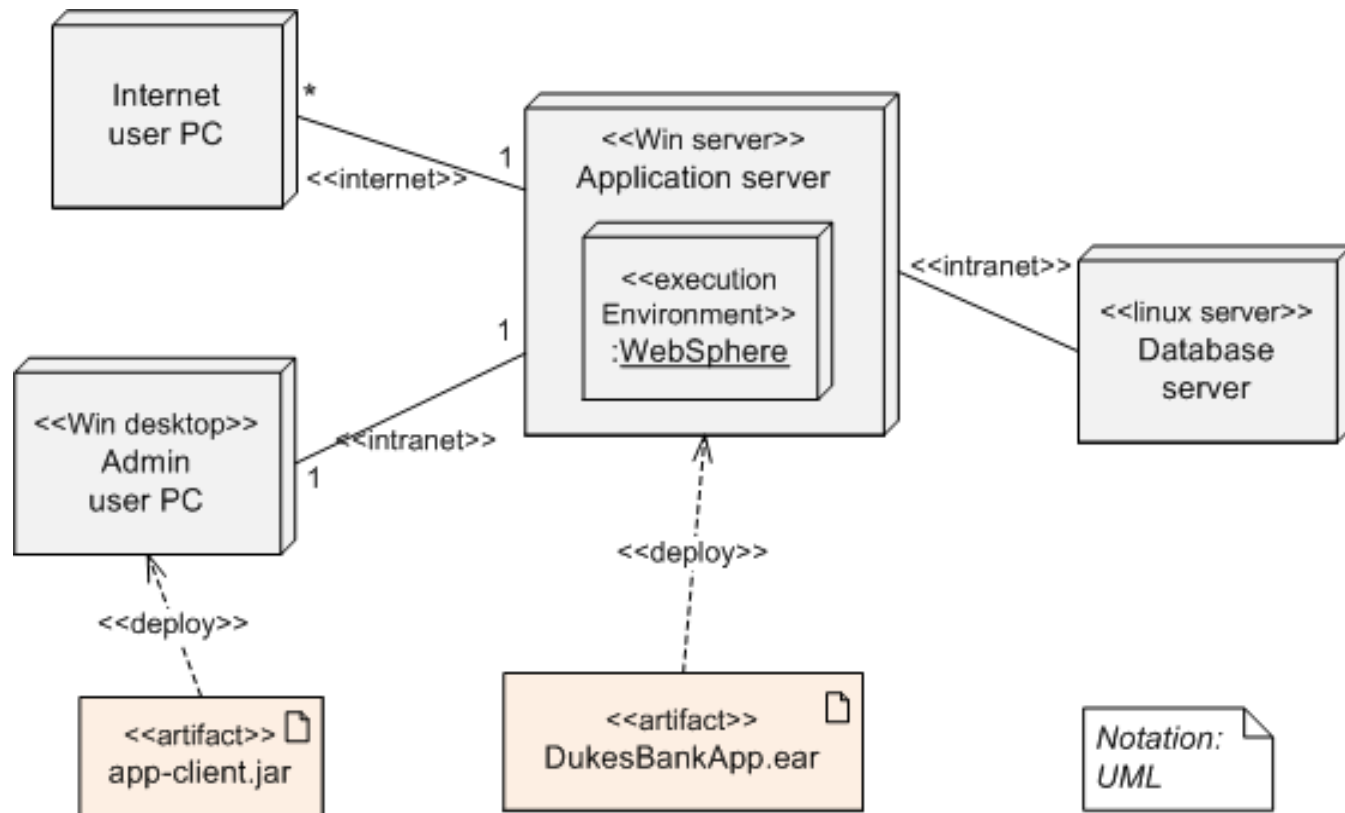 Internet
user PC
*
1
<<internet>>
<<Win server>>
Application server
<<execution
Environment>>
:WebSphere
<<intranet>>
<<linux server>>
Database
server
1
<<Win desktop>>
Admin
user PC
<<intranet>>
1
<<deploy>>
<<deploy>>
<<artifact>>
app-client.jar
<<artifact>>
DukesBankApp.ear
Notation:
UML